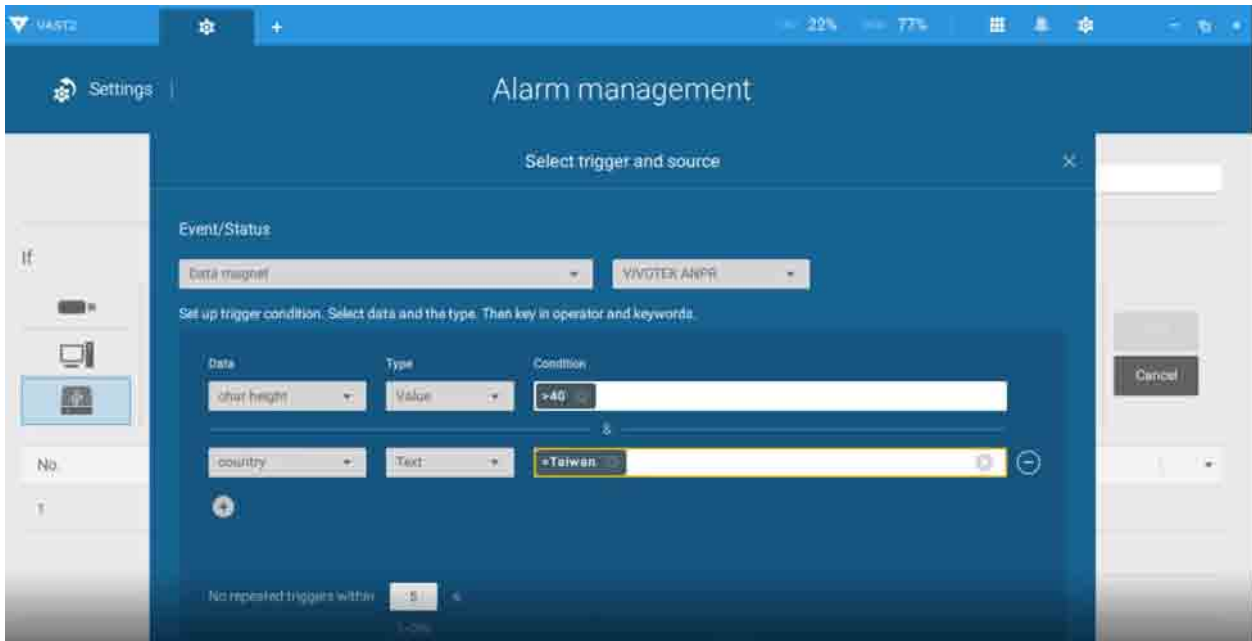 VAST2
22% 77%
Settings
Alarm management
Select trigger and source
Event/Status
If
Data magnet
VIVOTEK ANPR
Set up trigger condition. Select data and the type. Then key in operator and keywords.
Data Type Condition
char height Value >40
&
country Text =Taiwan
Cancel
No.
1
No repeated triggers within 5 s